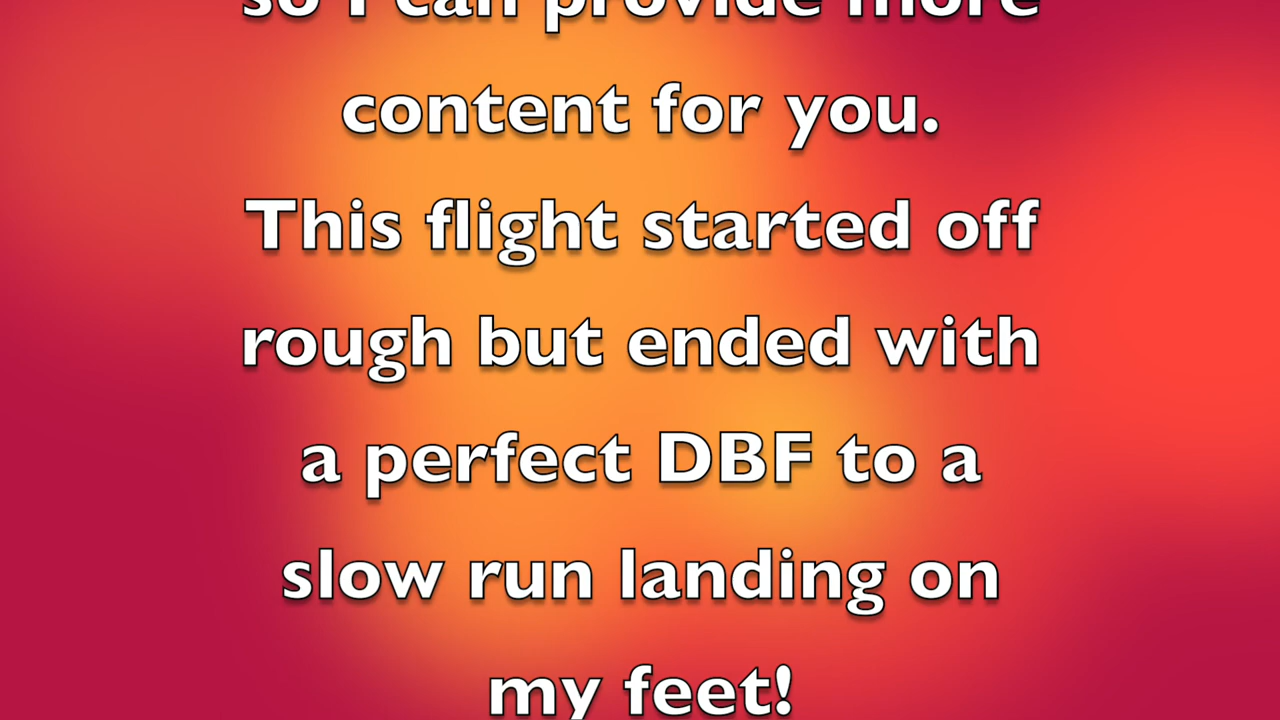 so I can provide more
content for you.
This flight started off
rough but ended with
a perfect DBF to a
slow run landing on
my feet!